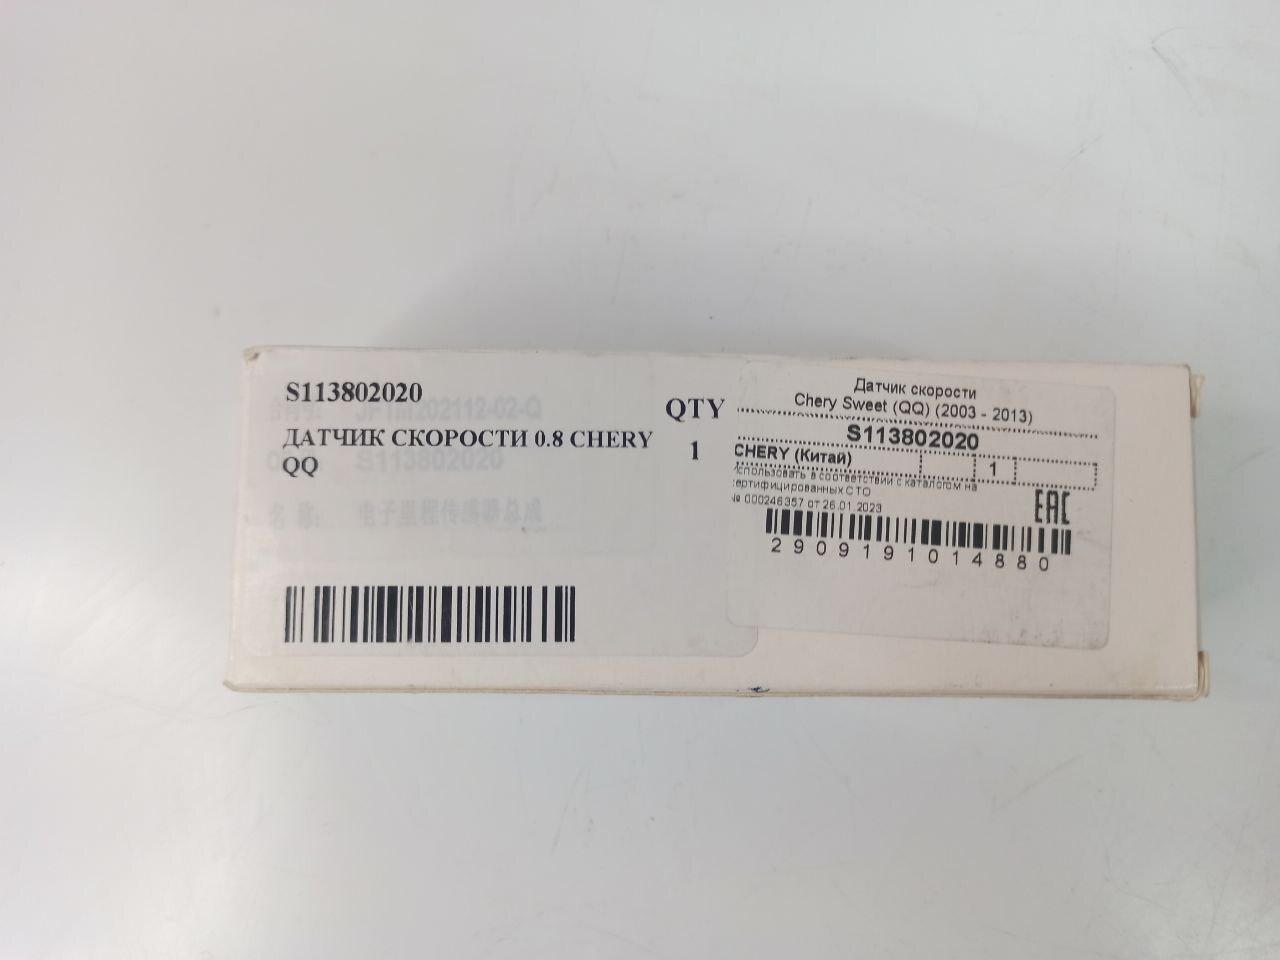 S113802020
ДАТЧИК СКОРОСТИ 0.8 CHERY
QQ
QTY
1
S113802020
电子里程传感器总成
Датчик скорости
Chery Sweet (QQ) (2003 - 2013)
S113802020
CHERY (Китай)
1
Использовать в соответствии с каталогом на
сертифицированных СТО
№ 000246357 от 26.01.2023
EAC
2909191014880